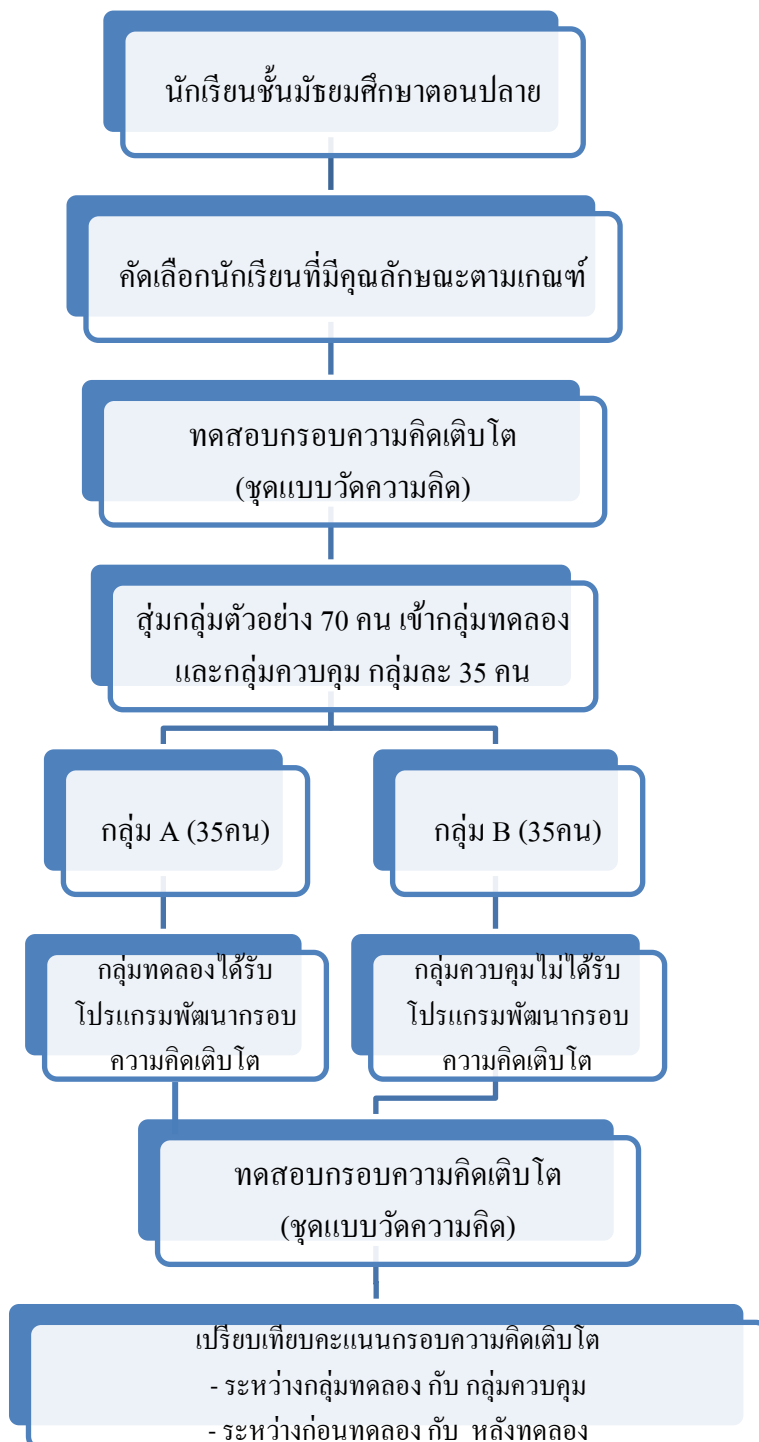 นักเรียนชั้นมัธยมศึกษาตอนปลาย
คัดเลือกนักเรียนที่มีคุณลักษณะตามเกณฑ์
ทดสอบกรอบความคิดเติบโต
(ชุดแบบวัดความคิด)
สุ่มกลุ่มตัวอย่าง 70 คน เข้ากลุ่มทดลอง
และกลุ่มควบคุม กลุ่มละ 35 คน
กลุ่ม A (35คน)
กลุ่ม B (35คน)
กลุ่มทดลองได้รับ
โปรแกรมพัฒนากรอบ
ความคิดเติบโต
กลุ่มควบคุมไม่ได้รับ
โปรแกรมพัฒนากรอบ
ความคิดเติบโต
ทดสอบกรอบความคิดเติบโต
(ชุดแบบวัดความคิด)
เปรียบเทียบคะแนนกรอบความคิดเติบโต
- ระหว่างกลุ่มทดลอง กับ กลุ่มควบคุม
- ระหว่างก่อนทดลอง กับ หลังทดลอง